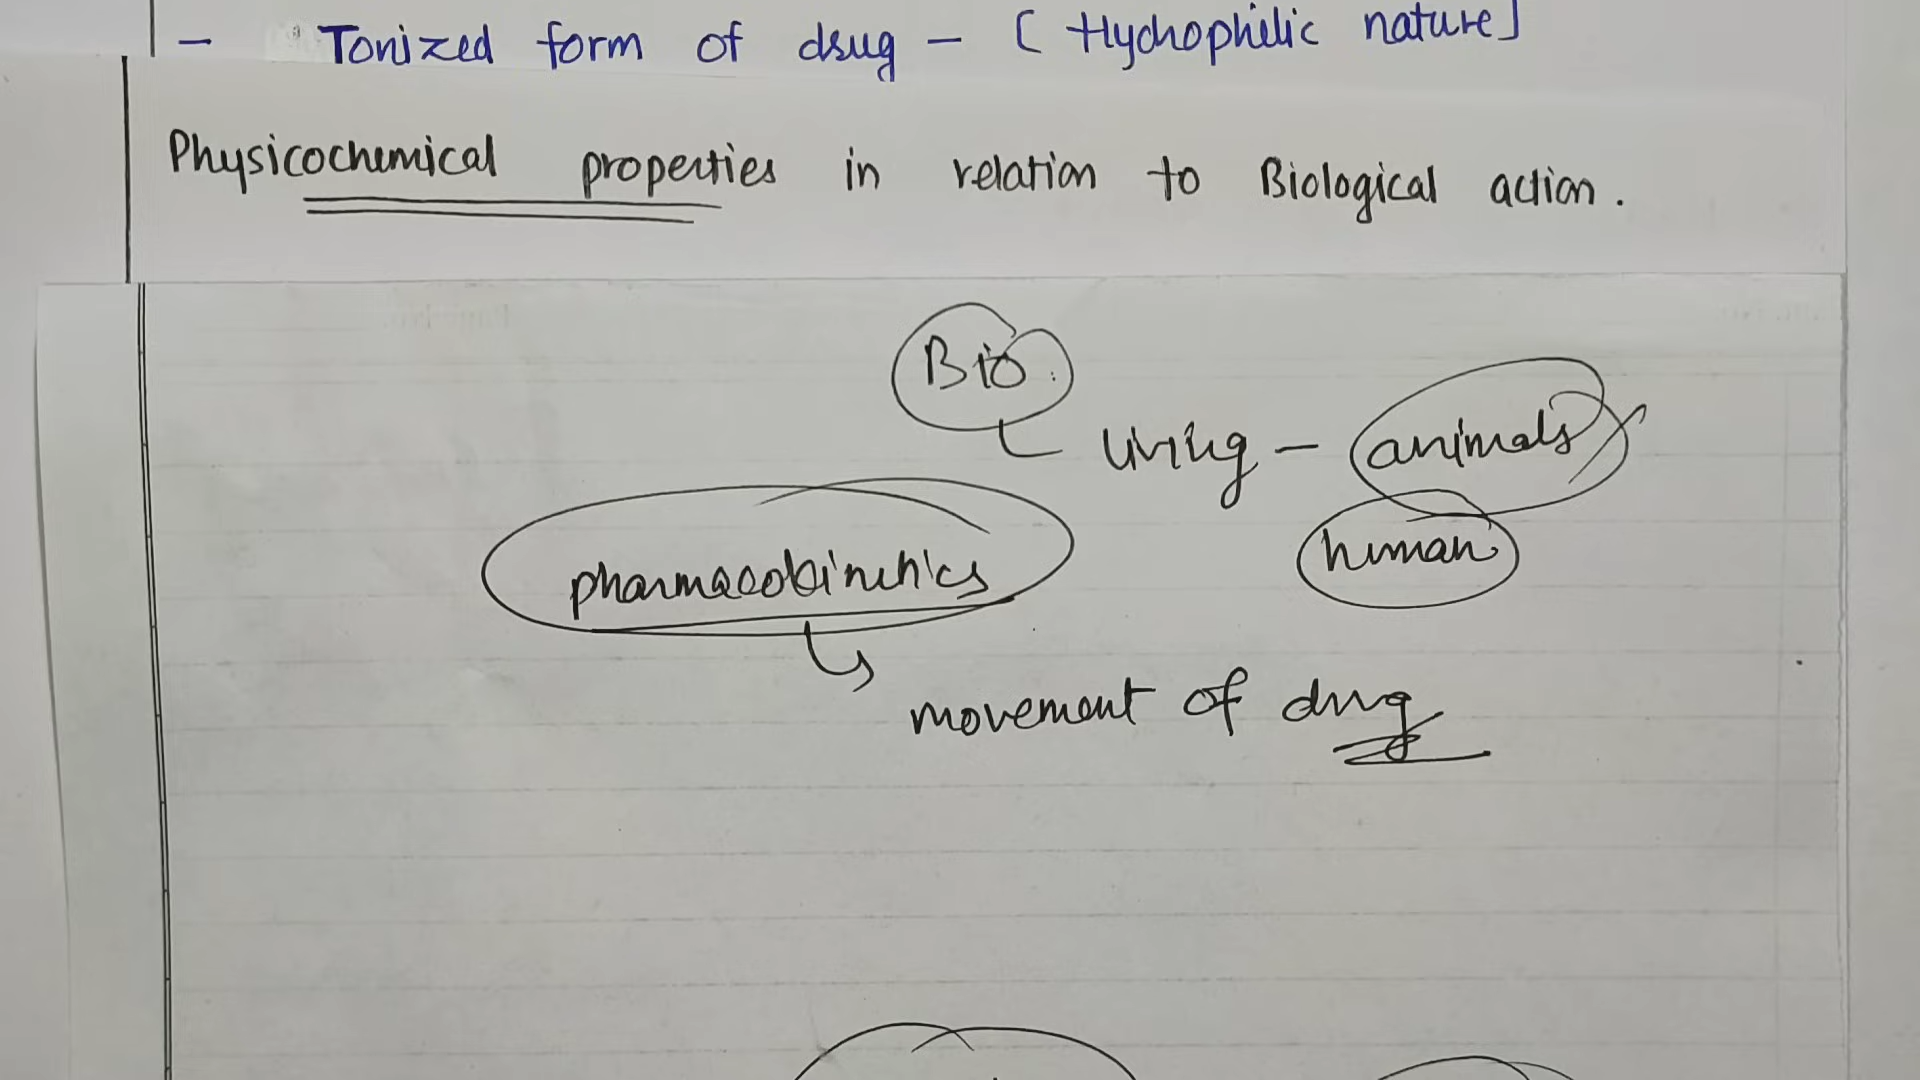 - Ionized form of drug - [Hydrophilic nature]
Physicochemical properties in relation to Biological action.
Bio
living - animals
human
pharmacokinetics
movement of drug